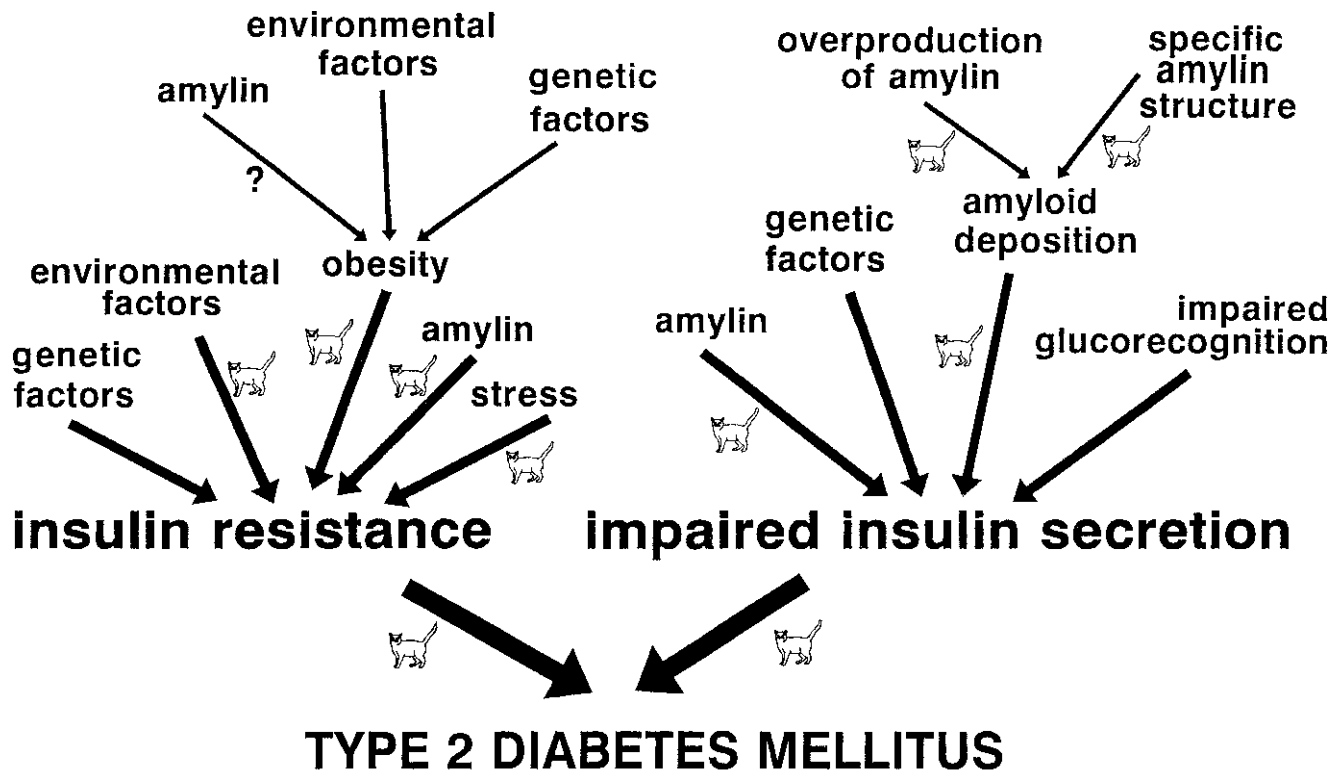 environmental
factors
amylin
genetic
factors
?
obesity
environmental
factors
genetic
factors
amylin
stress
insulin resistance
overproduction
of amylin
specific
amylin
structure
amyloid
deposition
genetic
factors
amylin
impaired
glucorecognition
impaired insulin secretion
TYPE 2 DIABETES MELLITUS